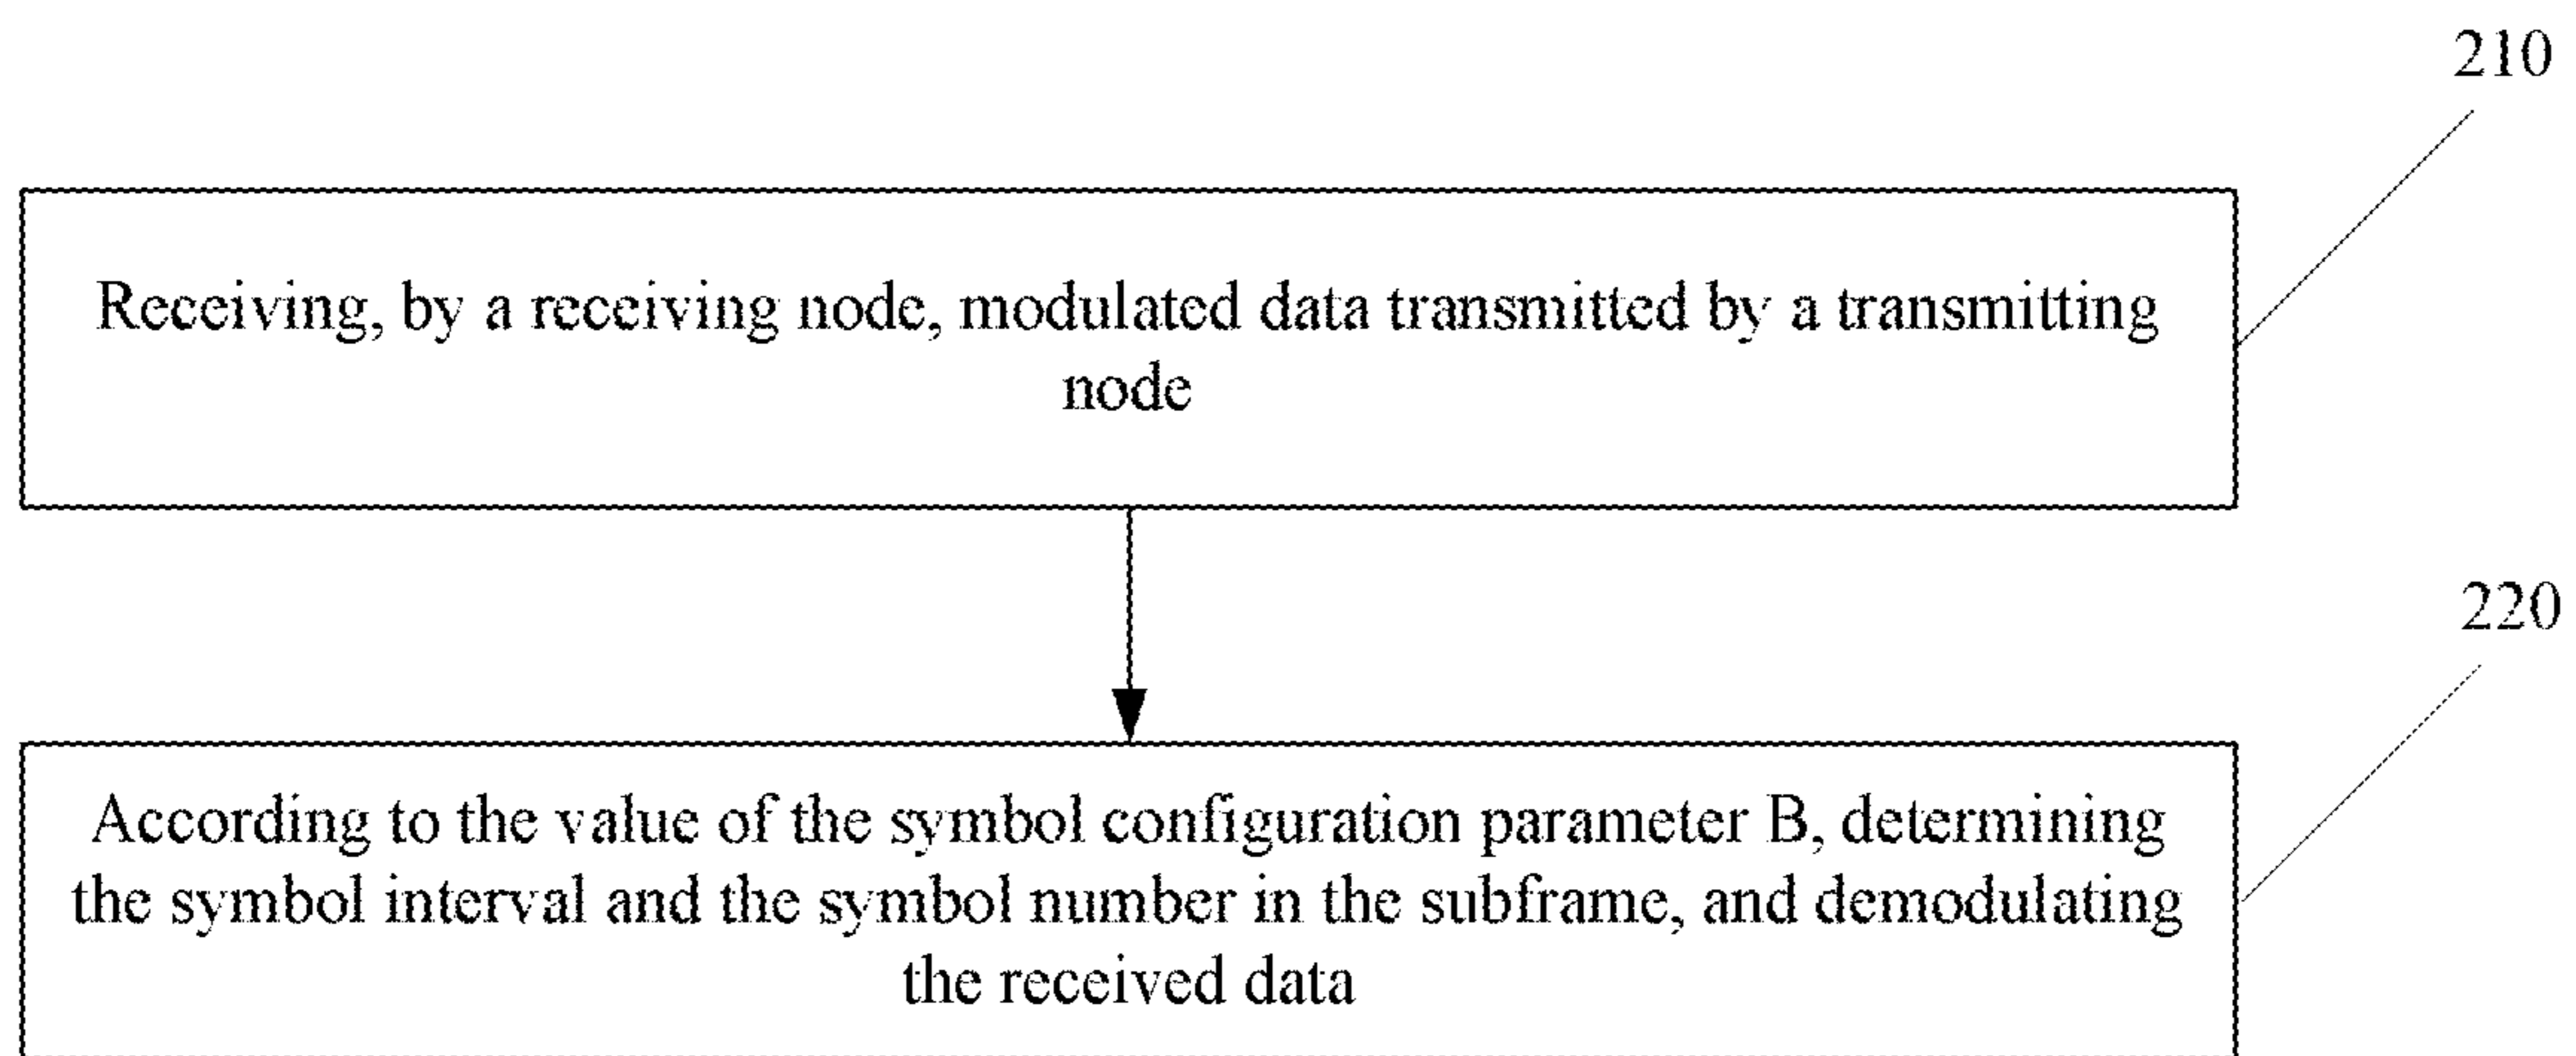 210
Receiving, by a receiving node, modulated data transmitted by a transmitting
node
220
According to the value of the symbol configuration parameter B, determining
the symbol interval and the symbol number in the subframe, and demodulating
the received data